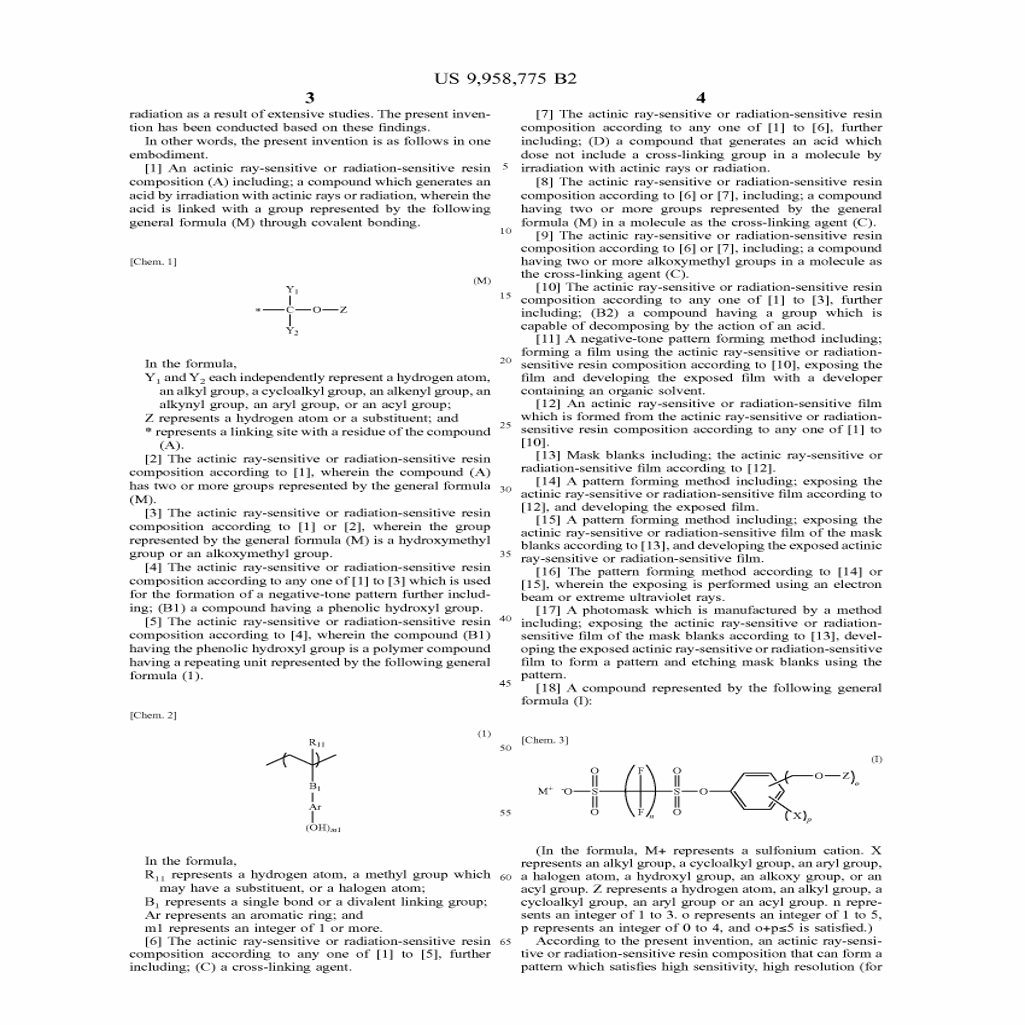 US 9,958,775 B2
3
radiation as a result of extensive studies. The present inven-
tion has been conducted based on these findings.
In other words, the present invention is as follows in one
embodiment.
[1] An actinic ray-sensitive or radiation-sensitive resin
composition (A) including; a compound which generates an
acid by irradiation with actinic rays or radiation, wherein the
acid is linked with a group represented by the following
general formula (M) through covalent bonding.
[Chem. 1]
(M)
Y1
*—C—O—Z
Y2
In the formula,
Y1 and Y2 each independently represent a hydrogen atom,
an alkyl group, a cycloalkyl group, an alkenyl group, an
alkynyl group, an aryl group, or an acyl group;
Z represents a hydrogen atom or a substituent; and
* represents a linking site with a residue of the compound
(A).
[2] The actinic ray-sensitive or radiation-sensitive resin
composition according to [1], wherein the compound (A)
has two or more groups represented by the general formula
(M).
[3] The actinic ray-sensitive or radiation-sensitive resin
composition according to [1] or [2], wherein the group
represented by the general formula (M) is a hydroxymethyl
group or an alkoxymethyl group.
[4] The actinic ray-sensitive or radiation-sensitive resin
composition according to any one of [1] to [3] which is used
for the formation of a negative-tone pattern further includ-
ing; (B1) a compound having a phenolic hydroxyl group.
[5] The actinic ray-sensitive or radiation-sensitive resin
composition according to [4], wherein the compound (B1)
having the phenolic hydroxyl group is a polymer compound
having a repeating unit represented by the following general
formula (1).
[Chem. 2]
(1)
R11
B1
Ar
(OH)m1
In the formula,
R11 represents a hydrogen atom, a methyl group which
may have a substituent, or a halogen atom;
B1 represents a single bond or a divalent linking group;
Ar represents an aromatic ring; and
m1 represents an integer of 1 or more.
[6] The actinic ray-sensitive or radiation-sensitive resin
composition according to any one of [1] to [5], further
including; (C) a cross-linking agent.
5
10
15
20
25
30
35
40
45
50
55
60
65
4
[7] The actinic ray-sensitive or radiation-sensitive resin
composition according to any one of [1] to [6], further
including; (D) a compound that generates an acid which
dose not include a cross-linking group in a molecule by
irradiation with actinic rays or radiation.
[8] The actinic ray-sensitive or radiation-sensitive resin
composition according to [6] or [7], including; a compound
having two or more groups represented by the general
formula (M) in a molecule as the cross-linking agent (C).
[9] The actinic ray-sensitive or radiation-sensitive resin
composition according to [6] or [7], including; a compound
having two or more alkoxymethyl groups in a molecule as
the cross-linking agent (C).
[10] The actinic ray-sensitive or radiation-sensitive resin
composition according to any one of [1] to [3], further
including; (B2) a compound having a group which is
capable of decomposing by the action of an acid.
[11] A negative-tone pattern forming method including;
forming a film using the actinic ray-sensitive or radiation-
sensitive resin composition according to [10], exposing the
film and developing the exposed film with a developer
containing an organic solvent.
[12] An actinic ray-sensitive or radiation-sensitive film
which is formed from the actinic ray-sensitive or radiation-
sensitive resin composition according to any one of [1] to
[10].
[13] Mask blanks including; the actinic ray-sensitive or
radiation-sensitive film according to [12].
[14] A pattern forming method including; exposing the
actinic ray-sensitive or radiation-sensitive film according to
[12], and developing the exposed film.
[15] A pattern forming method including; exposing the
actinic ray-sensitive or radiation-sensitive film of the mask
blanks according to [13], and developing the exposed actinic
ray-sensitive or radiation-sensitive film.
[16] The pattern forming method according to [14] or
[15], wherein the exposing is performed using an electron
beam or extreme ultraviolet rays.
[17] A photomask which is manufactured by a method
including; exposing the actinic ray-sensitive or radiation-
sensitive film of the mask blanks according to [13], devel-
oping the exposed actinic ray-sensitive or radiation-sensitive
film to form a pattern and etching mask blanks using the
pattern.
[18] A compound represented by the following general
formula (I):
[Chem. 3]
(I)
O F O O—Z)o
M+ -O—S S—O
O F n O (X)p
(In the formula, M+ represents a sulfonium cation. X
represents an alkyl group, a cycloalkyl group, an aryl group,
a halogen atom, a hydroxyl group, an alkoxy group, or an
acyl group. Z represents a hydrogen atom, an alkyl group, a
cycloalkyl group, an aryl group or an acyl group. n repre-
sents an integer of 1 to 3. o represents an integer of 1 to 5,
p represents an integer of 0 to 4, and o+p≤5 is satisfied.)
According to the present invention, an actinic ray-sensi-
tive or radiation-sensitive resin composition that can form a
pattern which satisfies high sensitivity, high resolution (for